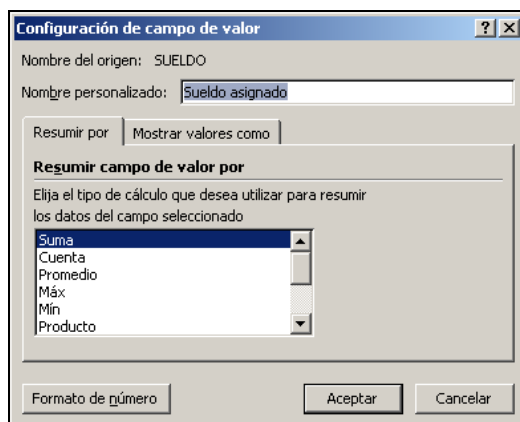 Configuración de campo de valor
Nombre del origen: SUELDO
Nombre personalizado: Sueldo asignado
Resumir por Mostrar valores como
Resumir campo de valor por
Elija el tipo de cálculo que desea utilizar para resumir
los datos del campo seleccionado
Suma
Cuenta
Promedio
Máx
Mín
Producto
Formato de número Aceptar Cancelar